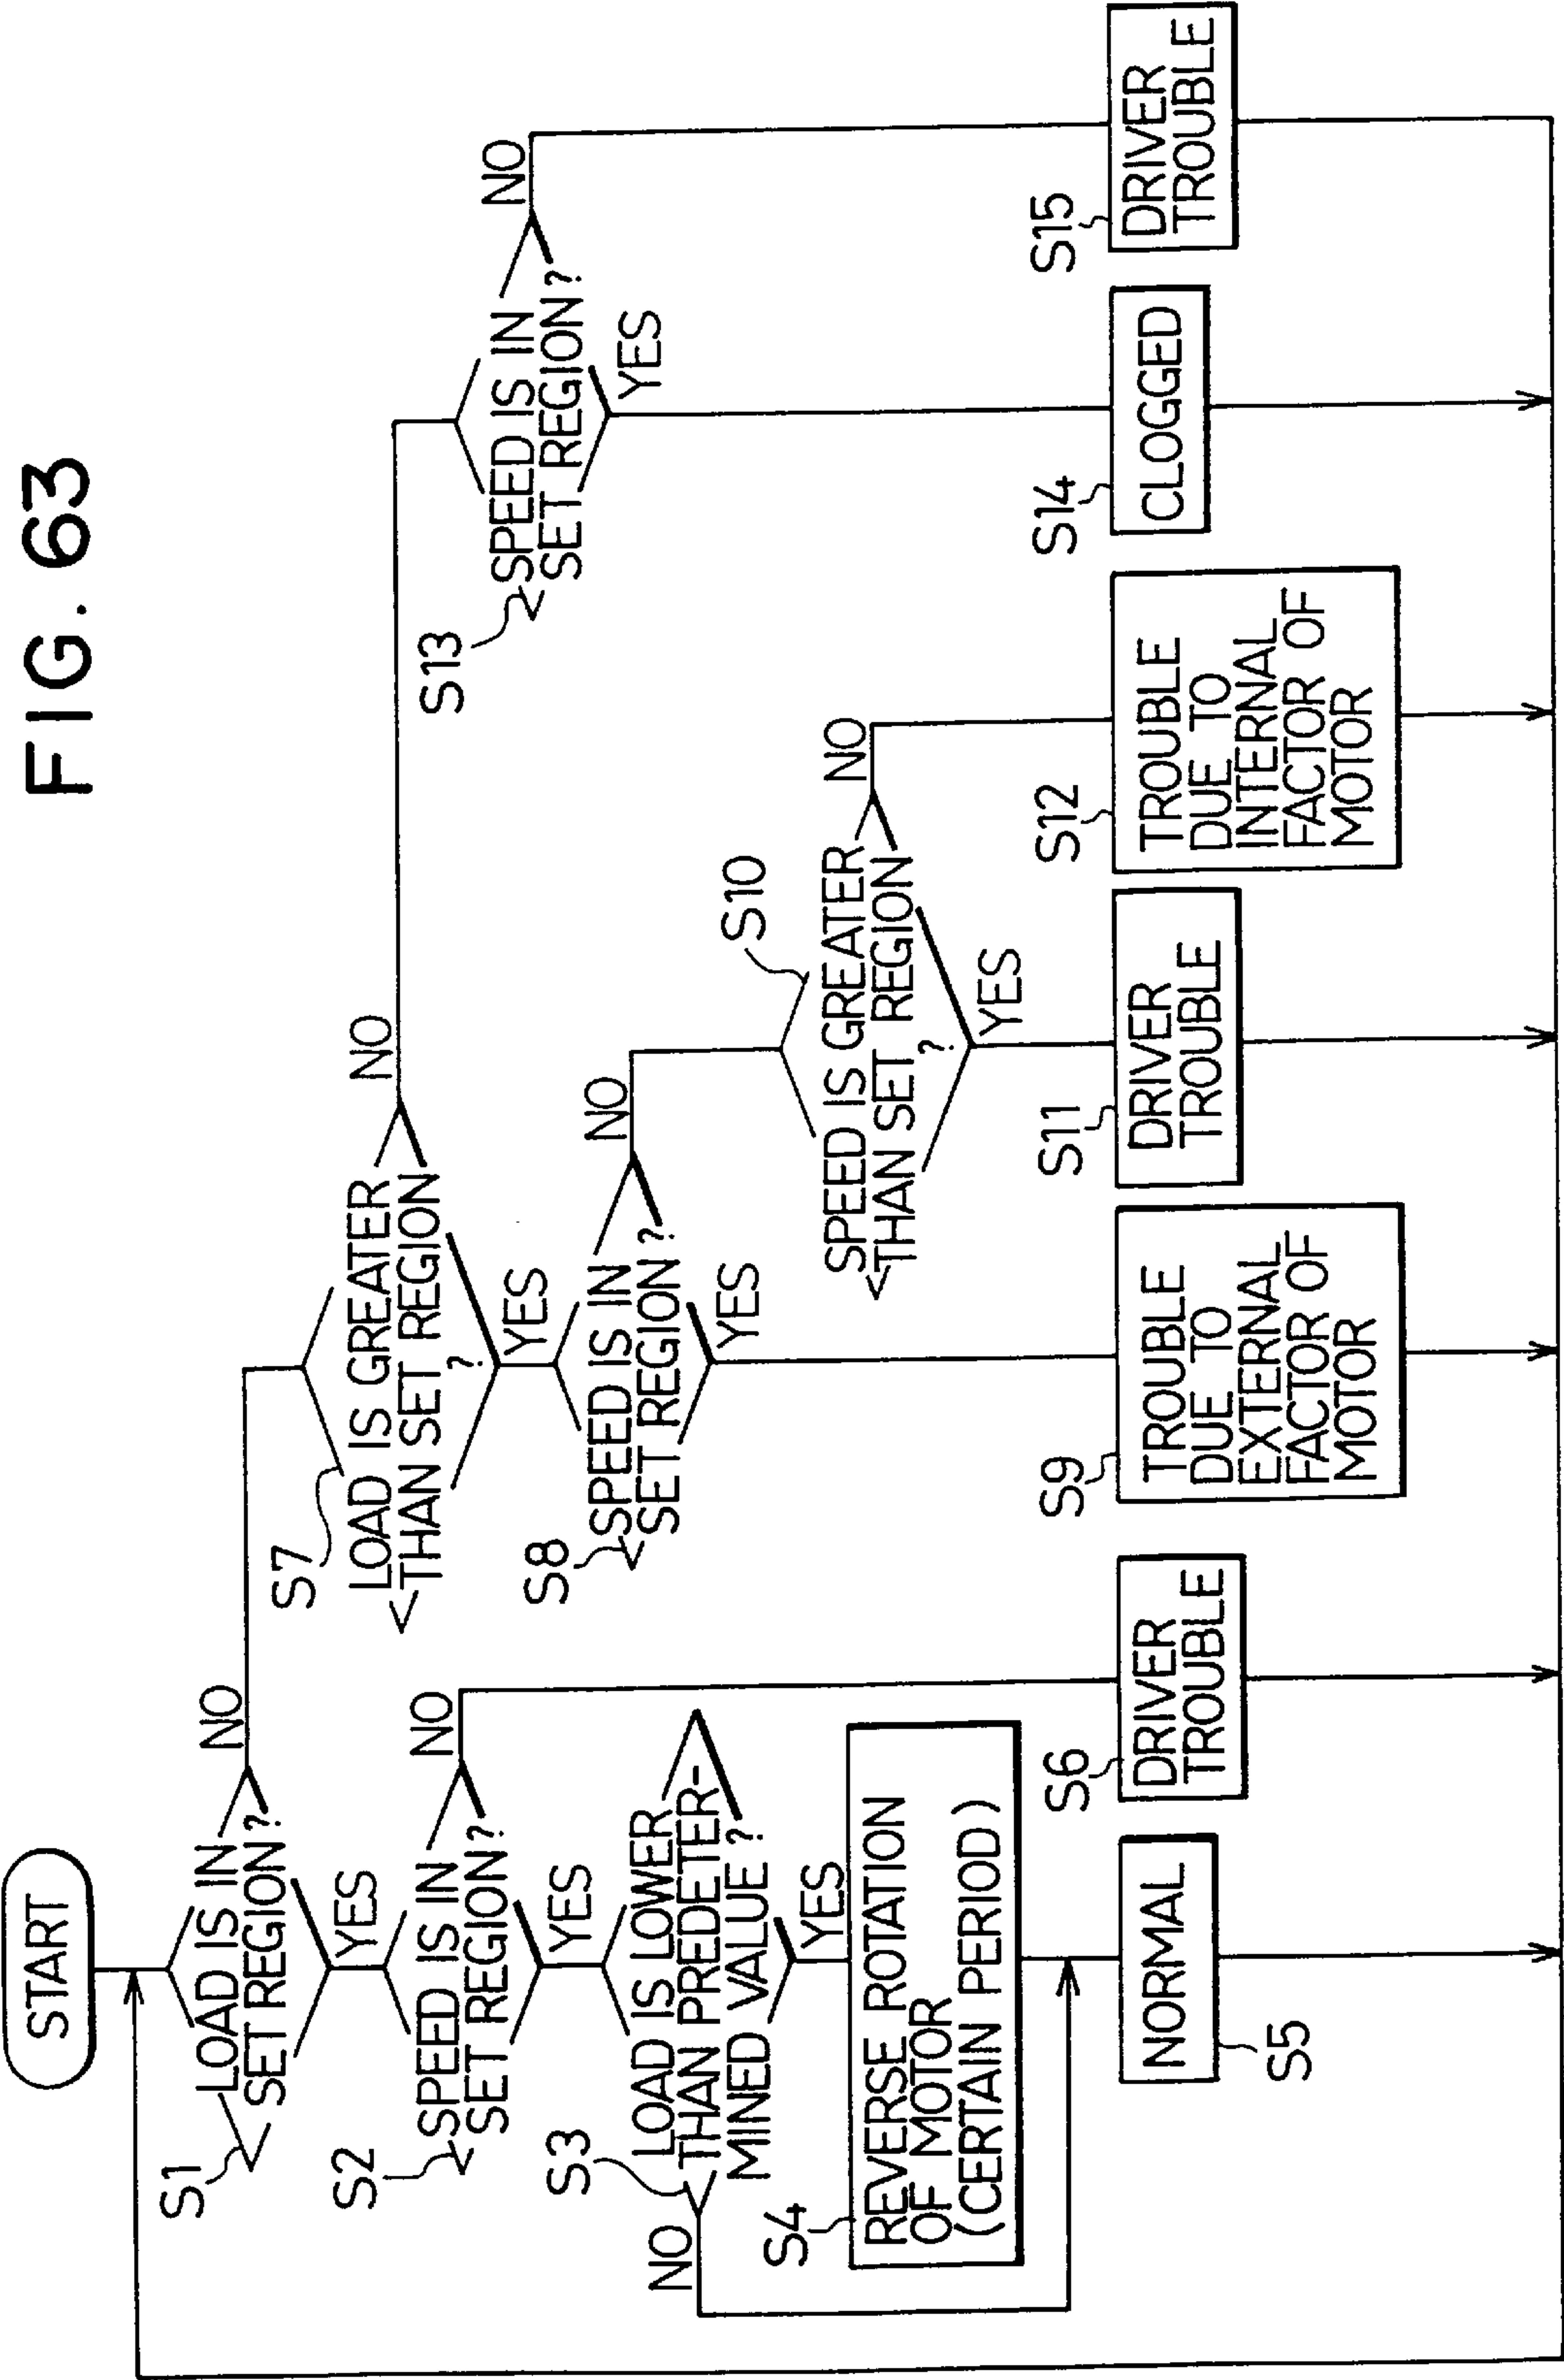 FIG. 63
START
S1
LOAD IS IN
SET REGION?
NO
YES
S2
SPEED IS IN
SET REGION?
NO
YES
S3
LOAD IS LOWER
THAN PREDETER-
MINED VALUE?
NO
YES
S4
REVERSE ROTATION
OF MOTOR
(CERTAIN PERIOD)
NORMAL
S5
S6
DRIVER
TROUBLE
S7
LOAD IS GREATER
THAN SET REGION
?
NO
YES
S8
SPEED IS IN
SET REGION?
NO
YES
S9
TROUBLE
DUE TO
EXTERNAL
FACTOR OF
MOTOR
S10
SPEED IS GREATER
THAN SET REGION
?
NO
YES
S11
DRIVER
TROUBLE
S12
TROUBLE
DUE TO
INTERNAL
FACTOR OF
MOTOR
S13
SPEED IS IN
SET REGION?
NO
YES
S14
CLOGGED
S15
DRIVER
TROUBLE